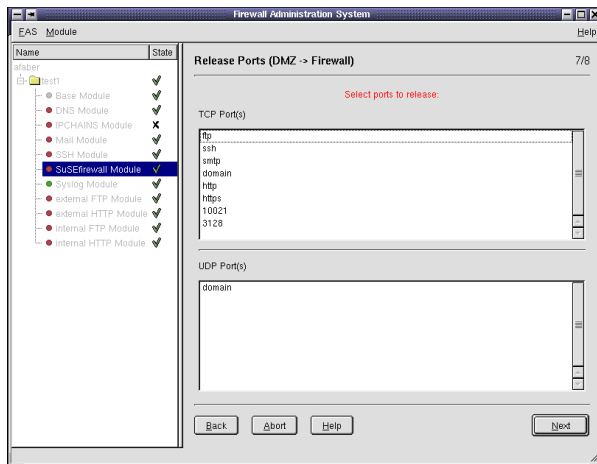 Firewall Administration System
FAS Module Help
Name State
afaber
test1
Base Module
DNS Module
IPCHAINS Module
Mail Module
SSH Module
SuSEfirewall Module
Syslog Module
external FTP Module
external HTTP Module
internal FTP Module
internal HTTP Module
Release Ports (DMZ -> Firewall) 7/8
Select ports to release:
TCP Port(s)
ftp
ssh
smtp
domain
http
https
10021
3128
UDP Port(s)
domain
Back Abort Help Next